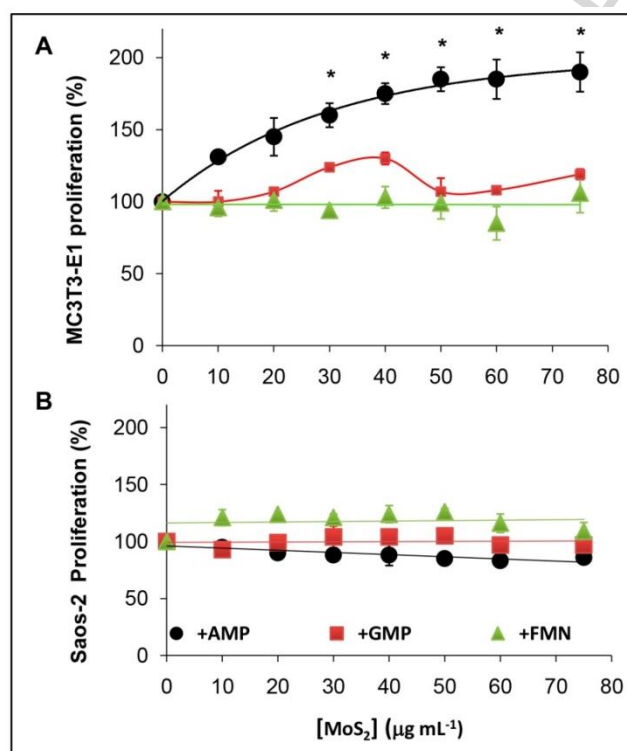 A
MC3T3-E1 proliferation (%)
200
150
100
50
0
* * * * *
0 10 20 30 40 50 60 70 80
B
Saos-2 Proliferation (%)
200
150
100
50
0
+AMP +GMP +FMN
0 10 20 30 40 50 60 70 80
[MoS₂] (µg mL⁻¹)